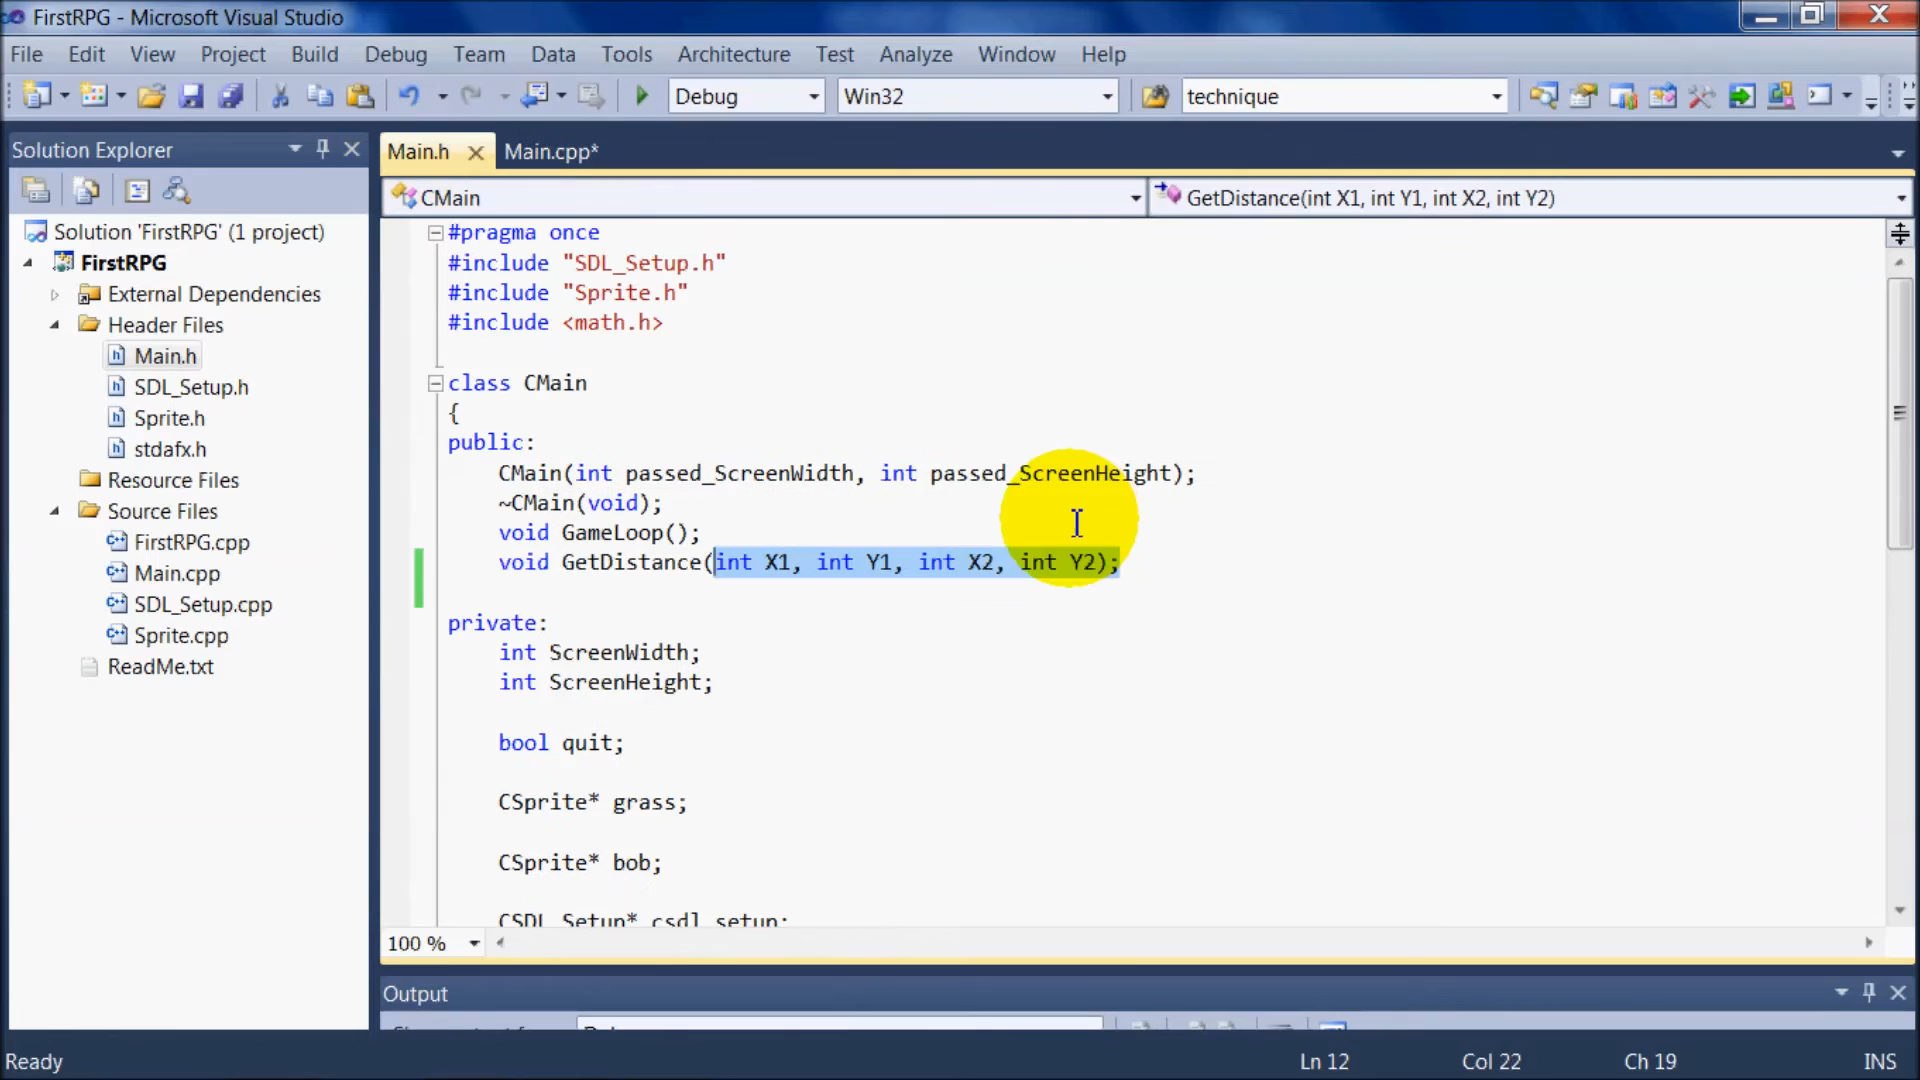 FirstRPG - Microsoft Visual Studio
File Edit View Project Build Debug Team Data Tools Architecture Test Analyze Window Help
Debug Win32 technique
Solution Explorer
Main.h Main.cpp*
CMain GetDistance(int X1, int Y1, int X2, int Y2)
Solution 'FirstRPG' (1 project)
FirstRPG
External Dependencies
Header Files
Main.h
SDL_Setup.h
Sprite.h
stdafx.h
Resource Files
Source Files
FirstRPG.cpp
Main.cpp
SDL_Setup.cpp
Sprite.cpp
ReadMe.txt
#pragma once
#include "SDL_Setup.h"
#include "Sprite.h"
#include <math.h>
class CMain
{
public:
CMain(int passed_ScreenWidth, int passed_ScreenHeight);
~CMain(void);
void GameLoop();
void GetDistance(int X1, int Y1, int X2, int Y2);
private:
int ScreenWidth;
int ScreenHeight;
bool quit;
CSprite* grass;
CSprite* bob;
CSDL_Setup* csdl_setup;
100 %
Output
Ready Ln 12 Col 22 Ch 19 INS